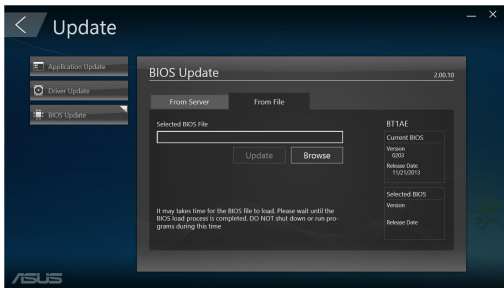 Update
Application Update
Driver Update
BIOS Update
BIOS Update
2.00.10
From Server
From File
Selected BIOS File
Update
Browse
It may takes time for the BIOS file to load. Please wait until the
BIOS load process is completed. DO NOT shut down or run pro-
grams during this time
BT1AE
Current BIOS
Version
0203
Release Date
11/21/2013
Selected BIOS
Version
Release Date
ASUS